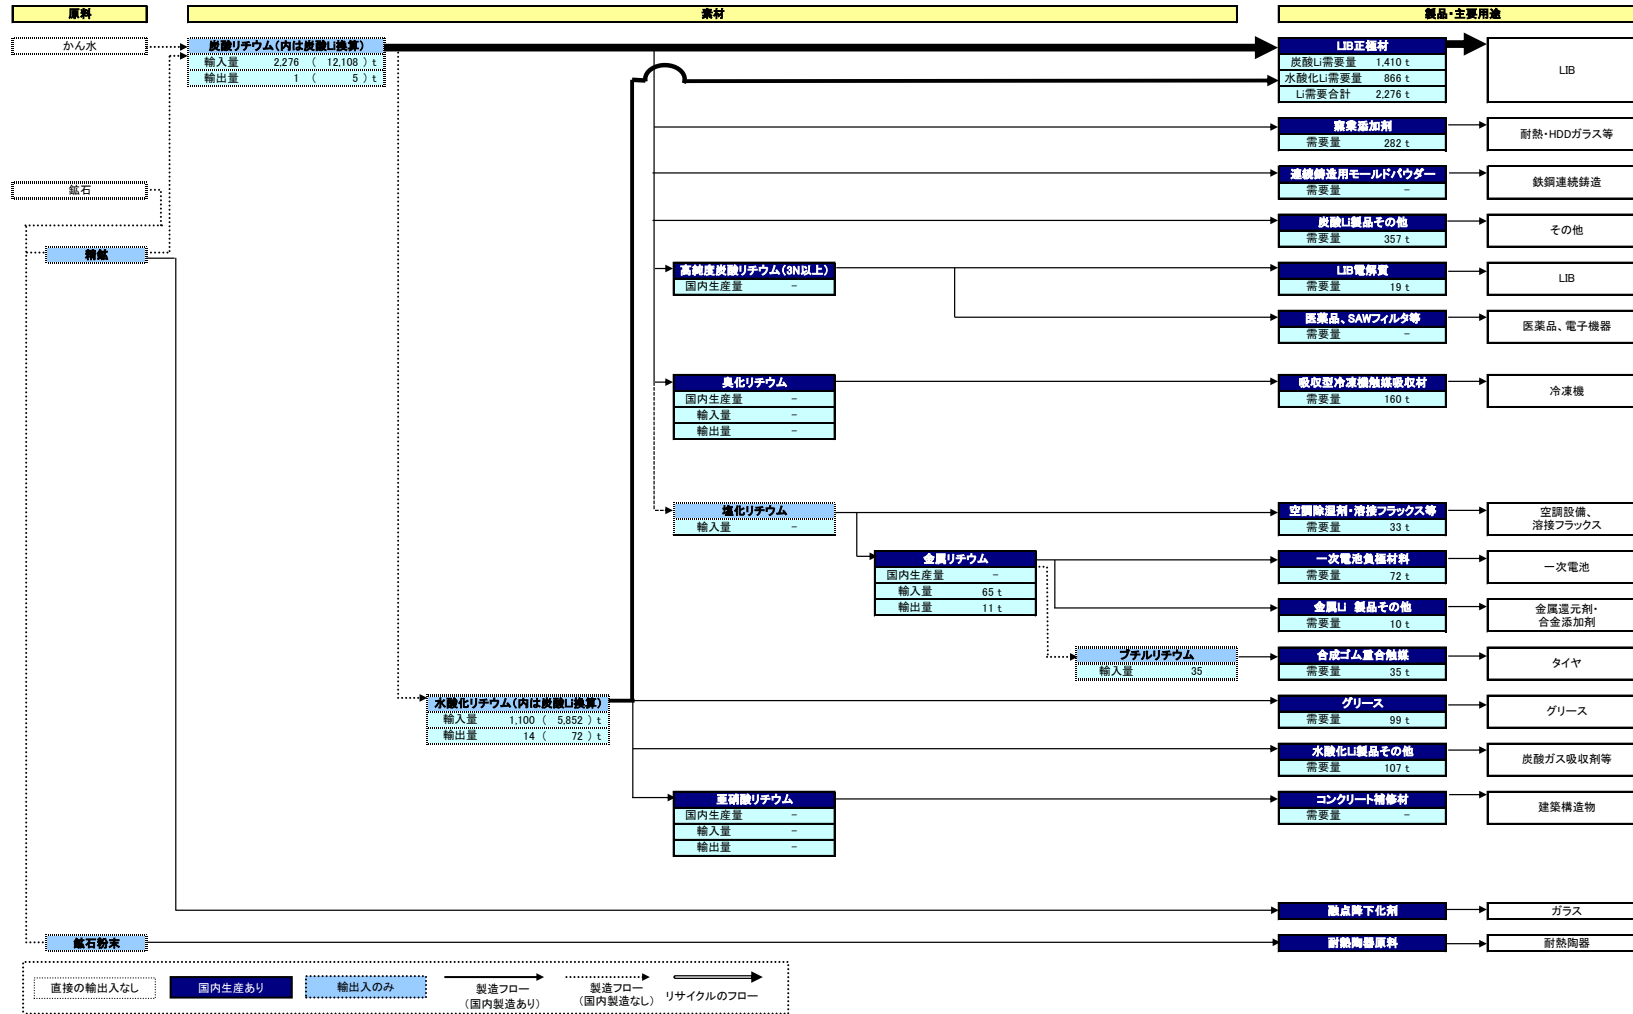 原料
素材
製品・主要用途
かん水
炭酸リチウム(内は炭酸Li換算)
輸入量 2,276 ( 12,108 ) t
輸出量 1 ( 5 ) t
LIB正極材
炭酸Li需要量 1,410 t
水酸化Li需要量 866 t
Li需要合計 2,276 t
LIB
窯業添加剤
需要量 282 t
耐熱・HDDガラス等
鉱石
連続鋳造用モールドパウダー
需要量 -
鉄鋼連続鋳造
炭酸Li製品その他
需要量 357 t
その他
精鉱
高純度炭酸リチウム(3N以上)
国内生産量 -
LIB電解質
需要量 19 t
LIB
医薬品、SAWフィルタ等
需要量 -
医薬品、電子機器
臭化リチウム
国内生産量 -
輸入量 -
輸出量 -
吸収型冷凍機触媒吸収材
需要量 160 t
冷凍機
塩化リチウム
輸入量 -
空調除湿剤・溶接フラックス等
需要量 33 t
空調設備、
溶接フラックス
金属リチウム
国内生産量 -
輸入量 65 t
輸出量 11 t
一次電池負極材料
需要量 72 t
一次電池
金属Li 製品その他
需要量 10 t
金属還元剤・
合金添加剤
ブチルリチウム
輸入量 35
合成ゴム重合触媒
需要量 35 t
タイヤ
水酸化リチウム(内は炭酸Li換算)
輸入量 1,100 ( 5,852 ) t
輸出量 14 ( 72 ) t
グリース
需要量 99 t
グリース
水酸化Li製品その他
需要量 107 t
炭酸ガス吸収剤等
亜硝酸リチウム
国内生産量 -
輸入量 -
輸出量 -
コンクリート補修材
需要量 -
建築構造物
融点降下化剤
ガラス
鉱石粉末
耐熱陶器原料
耐熱陶器
直接の輸出入なし
国内生産あり
輸出入のみ
製造フロー
(国内製造あり)
製造フロー
(国内製造なし)
リサイクルのフロー